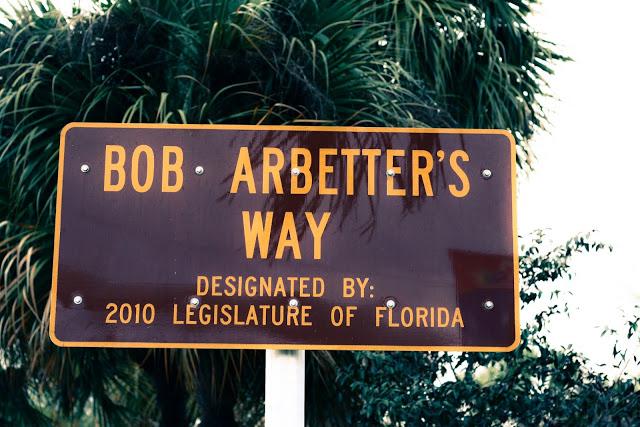 BOB ARBETTER'S
WAY
DESIGNATED BY:
2010 LEGISLATURE OF FLORIDA